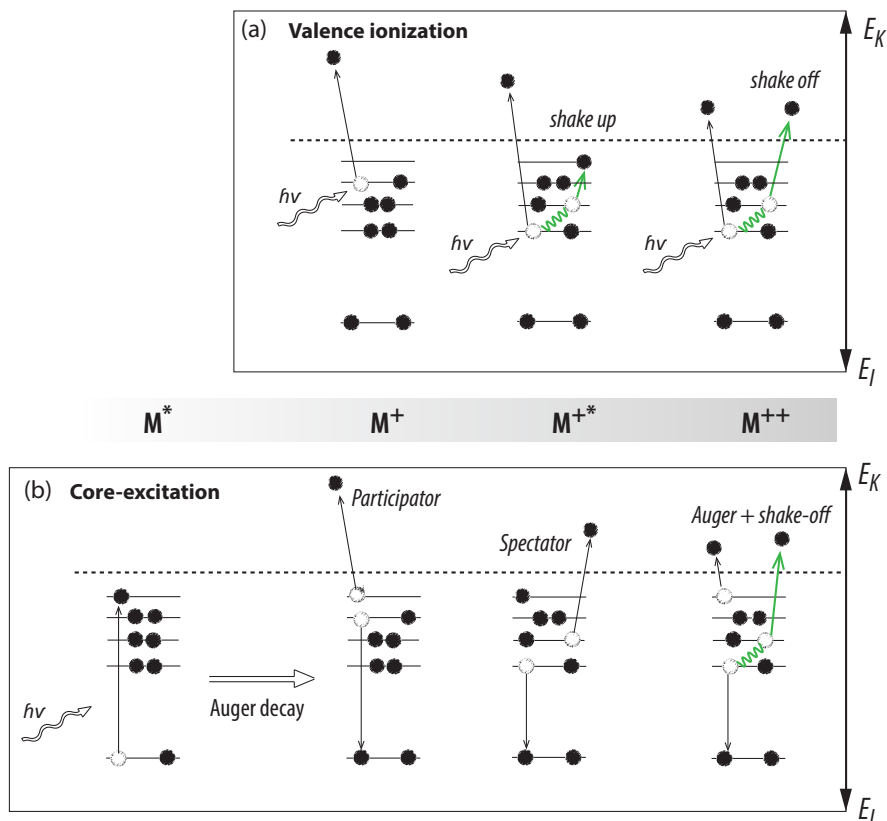 (a) Valence ionization
E_K
shake up
shake off
hν
hν
hν
E_I
M^*
M^+
M^{+*}
M^{++}
(b) Core-excitation
E_K
Participator
Spectator
Auger + shake-off
hν
Auger decay
E_I